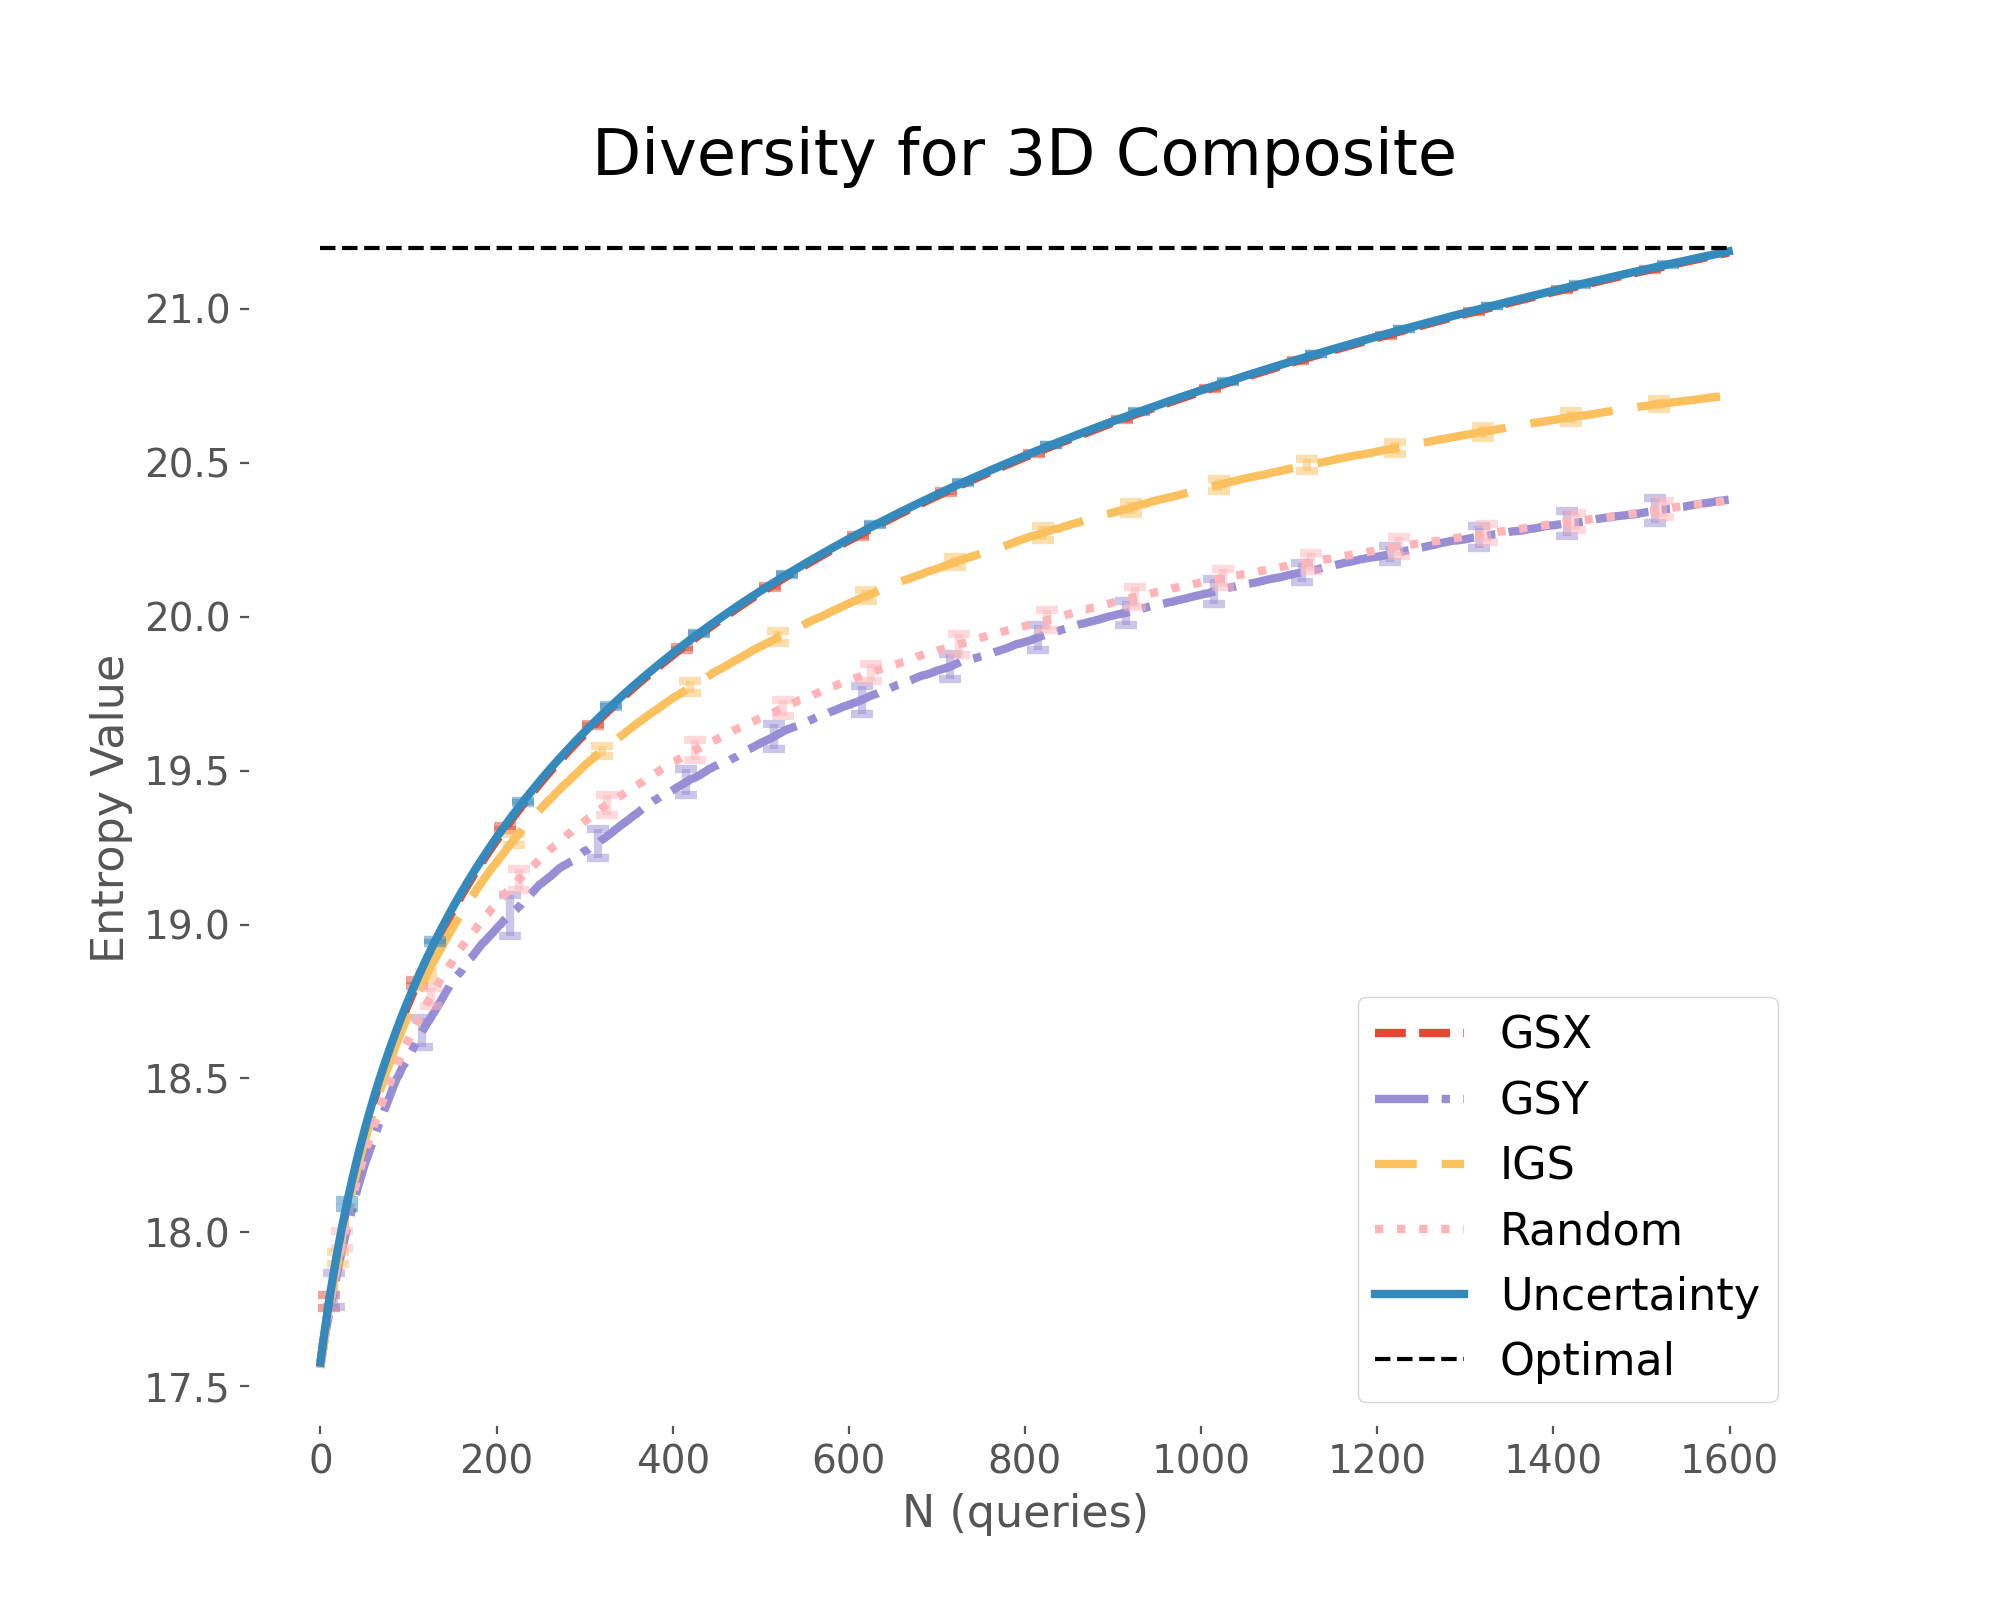 Diversity for 3D Composite
Entropy Value
21.0
20.5
20.0
19.5
19.0
18.5
18.0
17.5
0 200 400 600 800 1000 1200 1400 1600
N (queries)
GSX
GSY
IGS
Random
Uncertainty
Optimal